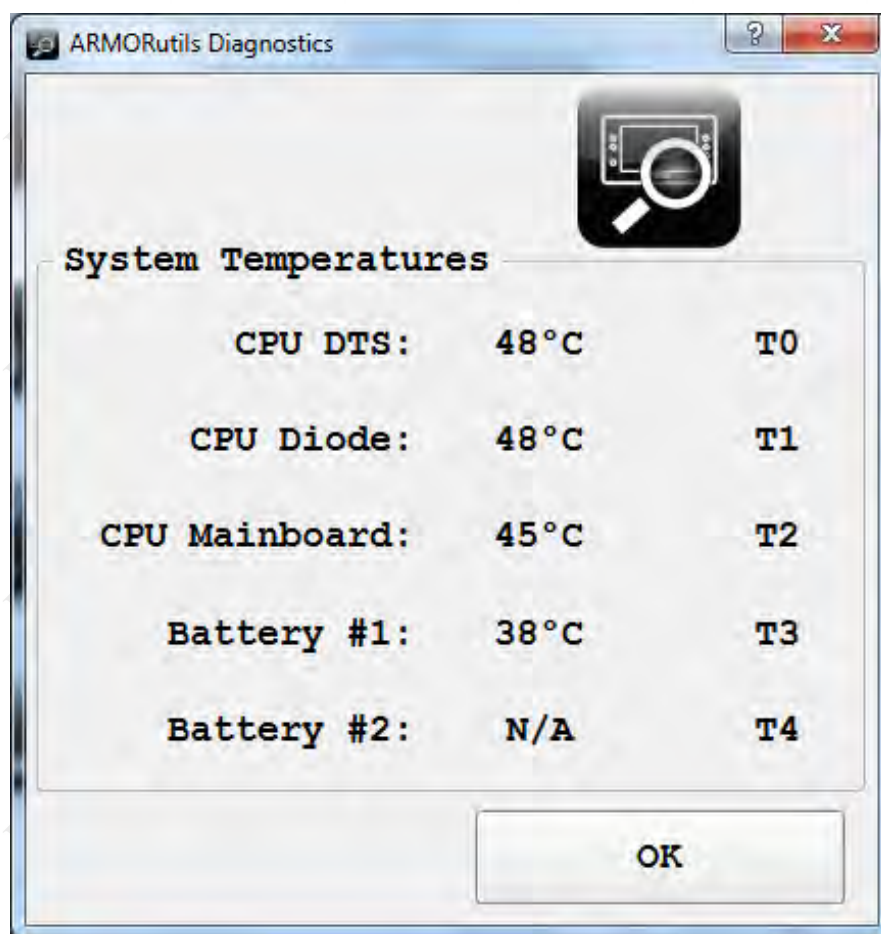 ARMORutils Diagnostics
System Temperatures
CPU DTS: 48°C T0
CPU Diode: 48°C T1
CPU Mainboard: 45°C T2
Battery #1: 38°C T3
Battery #2: N/A T4
OK